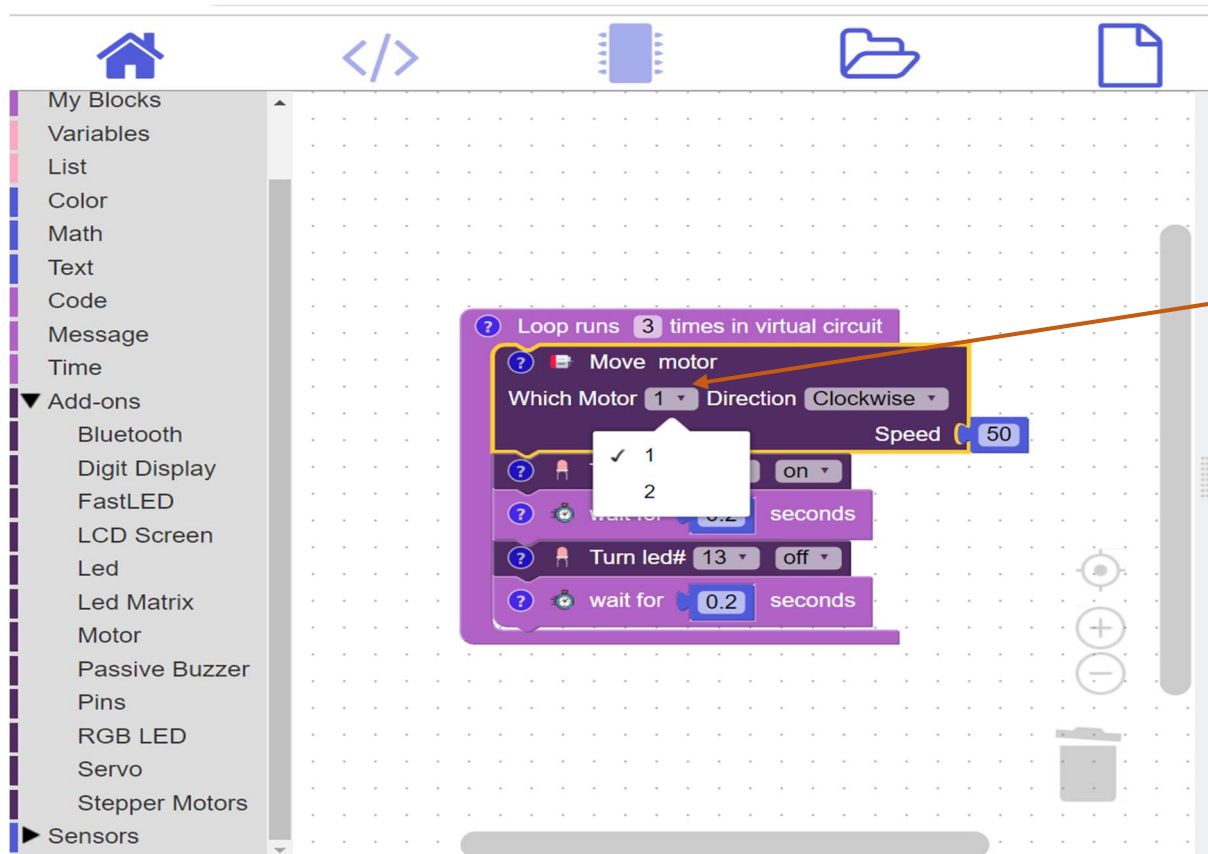 </>
My Blocks
Variables
List
Color
Math
Text
Code
Message
Time
Add-ons
Bluetooth
Digit Display
FastLED
LCD Screen
Led
Led Matrix
Motor
Passive Buzzer
Pins
RGB LED
Servo
Stepper Motors
Sensors
? Loop runs 3 times in virtual circuit
? Move motor
Which Motor 1 Direction Clockwise
Speed 50
✓ 1
2
? on
? 0.2 seconds
? Turn led# 13 off
? wait for 0.2 seconds